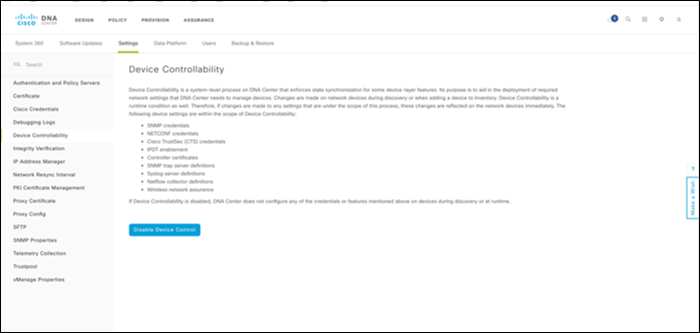 CISCO DNA CENTER DESIGN POLICY PROVISION ASSURANCE
System 360 Software Updates Settings Data Platform Users Backup & Restore
Search
Authentication and Policy Servers
Certificate
Cisco Credentials
Debugging Logs
Device Controllability
Integrity Verification
IP Address Manager
Network Resync Interval
PKI Certificate Management
Proxy Certificate
Proxy Config
SFTP
SNMP Properties
Telemetry Collection
Trustpool
vManage Properties
Device Controllability
Device Controllability is a system-level process on DNA Center that enforces state synchronization for some device-layer features. Its purpose is to aid in the deployment of required
network settings that DNA Center needs to manage devices. Changes are made on network devices during discovery or when adding a device to Inventory. Device Controllability is a
runtime condition as well. Therefore, if changes are made to any settings that are under the scope of this process, these changes are reflected on the network devices immediately. The
following device settings are within the scope of Device Controllability:
• SNMP credentials
• NETCONF credentials
• Cisco TrustSec (CTS) credentials
• IPDT enablement
• Controller certificates
• SNMP trap server definitions
• Syslog server definitions
• Netflow collector definitions
• Wireless network assurance
If Device Controllability is disabled, DNA Center does not configure any of the credentials or features mentioned above on devices during discovery or at runtime.
Disable Device Control
?
Make a Wish